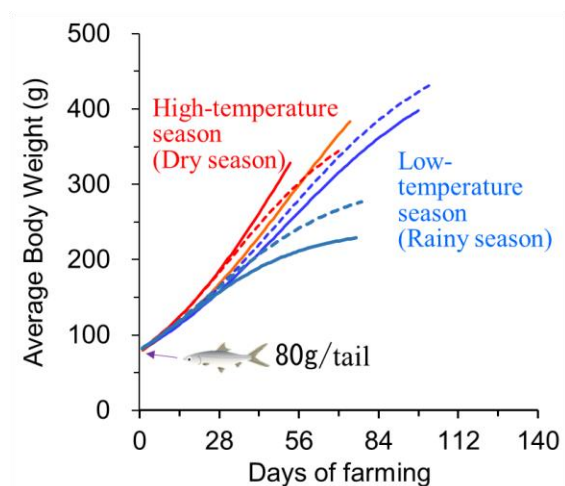 500
400
300
200
100
0
Average Body Weight (g)
High-temperature
season
(Dry season)
Low-
temperature
season
(Rainy season)
80g/tail
0 28 56 84 112 140
Days of farming